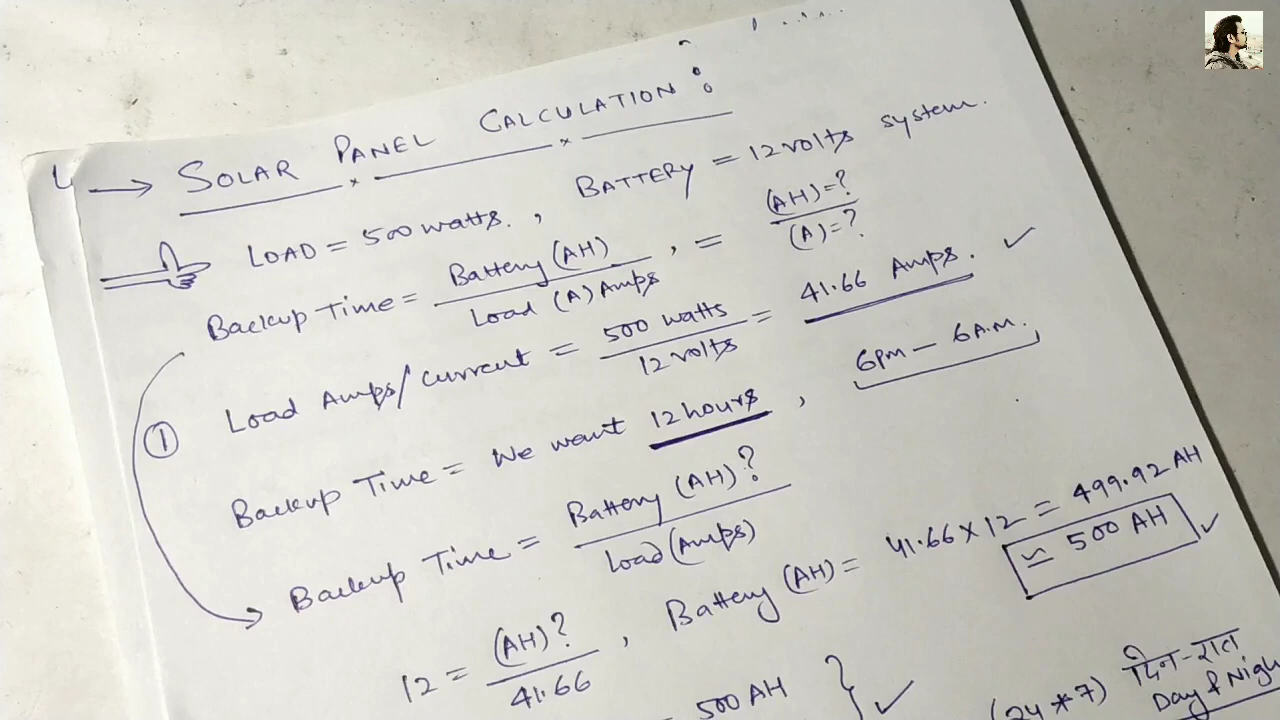 4 → SOLAR PANEL CALCULATION :
LOAD = 500 watts. , BATTERY = 12 volts system.
Backup Time = Battery (AH) / Load (A) Amps , = (AH)=? / (A)=?
① Load Amps/current = 500 watts / 12 volts = 41.66 Amps. ✓
Backup Time = We want 12 hours , 6pm – 6A.M.
Backup Time = Battery (AH)? / Load (Amps)
12 = (AH)? / 41.66 , Battery (AH) = 41.66 × 12 = 499.92 AH
≃ 500 AH ✓
= 500 AH } ✓
(24 * 7) दिन-रात
Day & Nigh